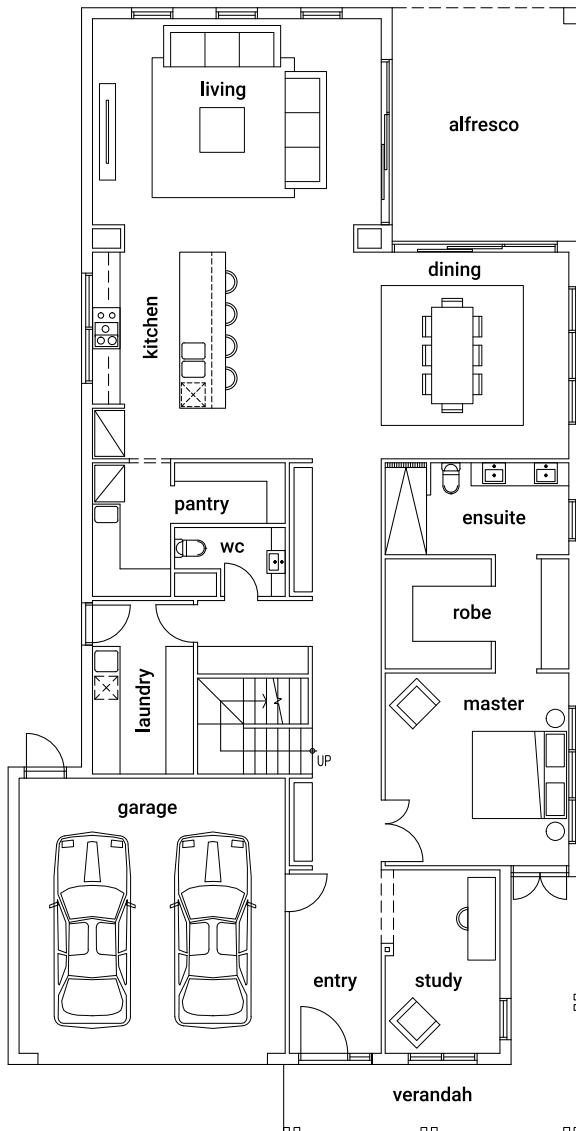 living
alfresco
dining
kitchen
pantry
ensuite
wc
robe
laundry
master
UP
garage
entry
study
verandah